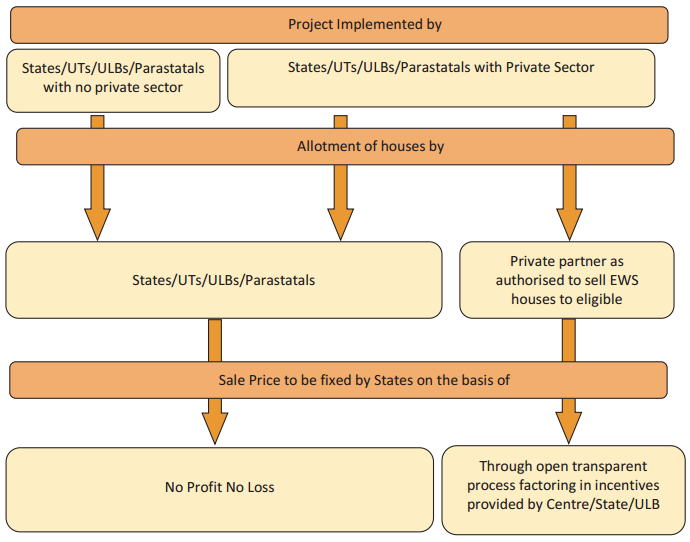 Project Implemented by
States/UTs/ULBs/Parastatals
with no private sector
States/UTs/ULBs/Parastatals with Private Sector
Allotment of houses by
States/UTs/ULBs/Parastatals
Private partner as
authorised to sell EWS
houses to eligible
Sale Price to be fixed by States on the basis of
No Profit No Loss
Through open transparent
process factoring in incentives
provided by Centre/State/ULB